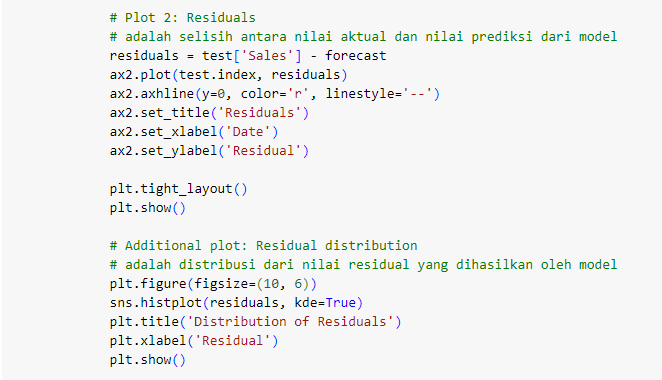 # Plot 2: Residuals
# adalah selisih antara nilai aktual dan nilai prediksi dari model
residuals = test['Sales'] - forecast
ax2.plot(test.index, residuals)
ax2.axhline(y=0, color='r', linestyle='--')
ax2.set_title('Residuals')
ax2.set_xlabel('Date')
ax2.set_ylabel('Residual')

plt.tight_layout()
plt.show()

# Additional plot: Residual distribution
# adalah distribusi dari nilai residual yang dihasilkan oleh model
plt.figure(figsize=(10, 6))
sns.histplot(residuals, kde=True)
plt.title('Distribution of Residuals')
plt.xlabel('Residual')
plt.show()